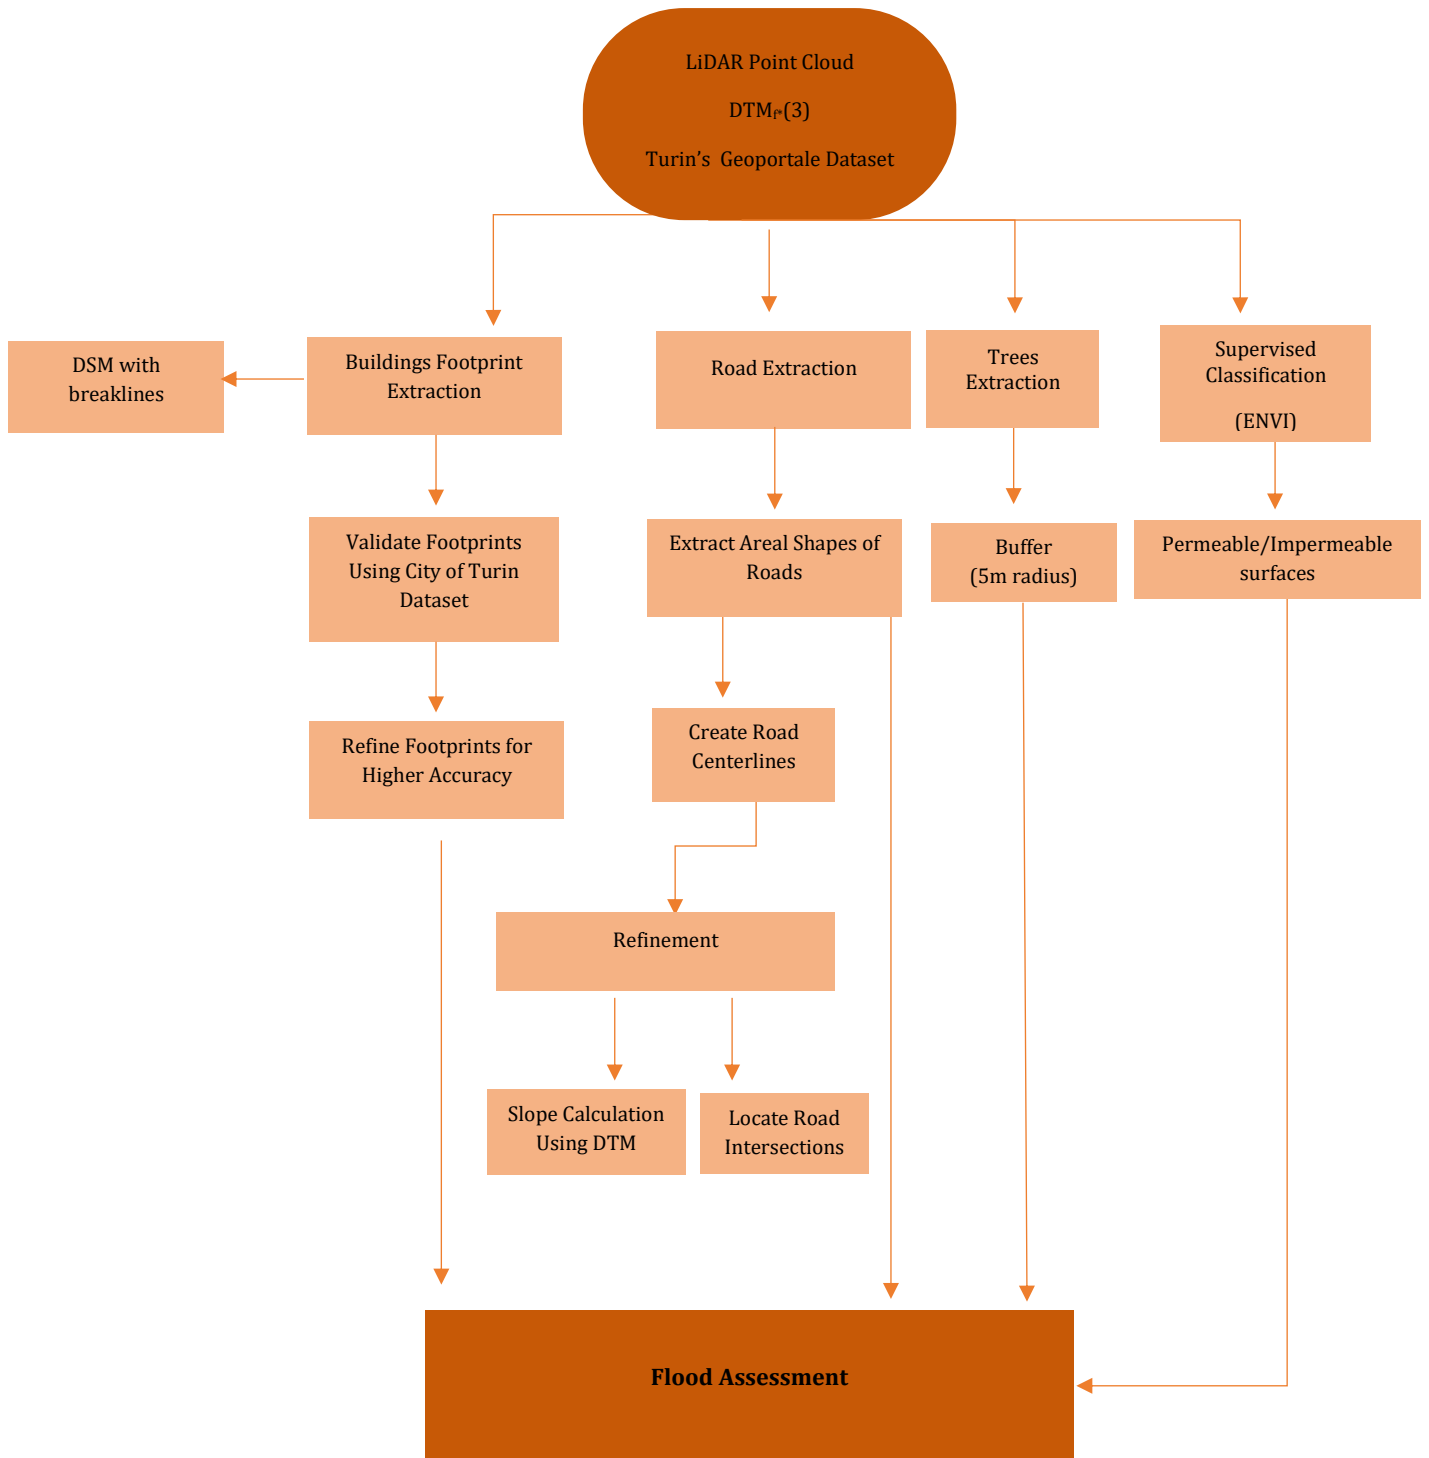 LiDAR Point Cloud
DTMf*(3)
Turin’s Geoportale Dataset
DSM with
breaklines
Buildings Footprint
Extraction
Road Extraction
Trees
Extraction
Supervised
Classification
(ENVI)
Validate Footprints
Using City of Turin
Dataset
Extract Areal Shapes of
Roads
Buffer
(5m radius)
Permeable/Impermeable
surfaces
Refine Footprints for
Higher Accuracy
Create Road
Centerlines
Refinement
Slope Calculation
Using DTM
Locate Road
Intersections
Flood Assessment